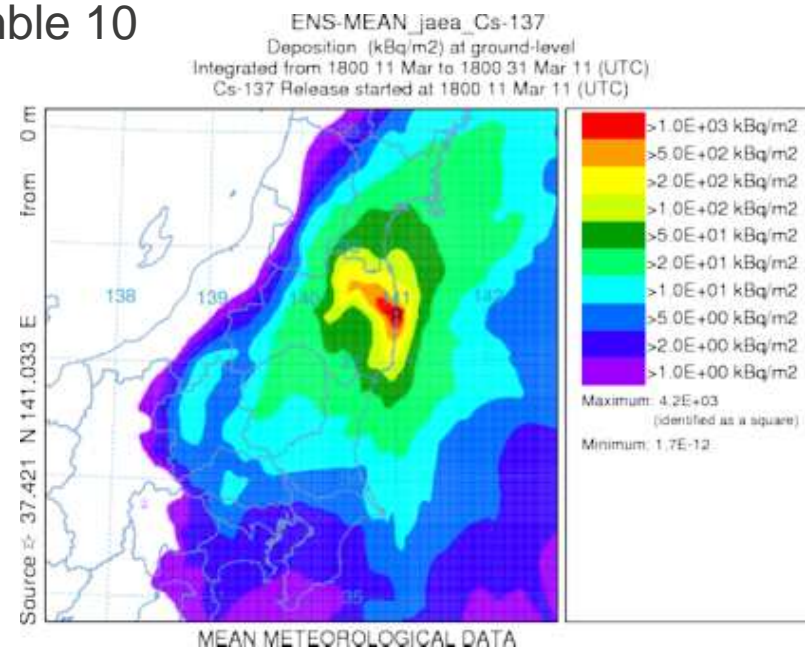 nble 10
ENS-MEAN_jaea_Cs-137
Deposition (kBq/m2) at ground-level
Integrated from 1800 11 Mar to 1800 31 Mar 11 (UTC)
Cs-137 Release started at 1800 11 Mar 11 (UTC)
Source ☆ 37.421 N 141.033 E from 0 m
138
139
140
141
142
35
>1.0E+03 kBq/m2
>5.0E+02 kBq/m2
>2.0E+02 kBq/m2
>1.0E+02 kBq/m2
>5.0E+01 kBq/m2
>2.0E+01 kBq/m2
>1.0E+01 kBq/m2
>5.0E+00 kBq/m2
>2.0E+00 kBq/m2
>1.0E+00 kBq/m2
Maximum: 4.2E+03
(identified as a square)
Minimum: 1.7E-12
MEAN METEOROLOGICAL DATA